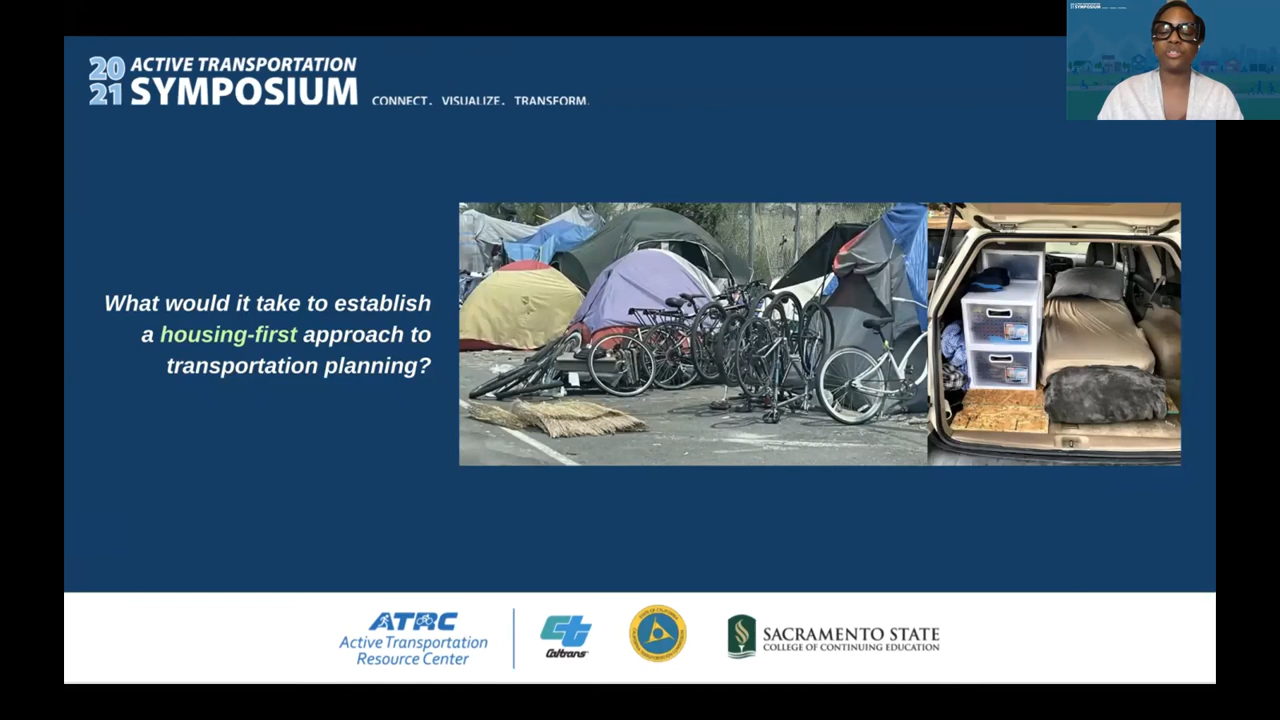 20
21
ACTIVE TRANSPORTATION
SYMPOSIUM
CONNECT. VISUALIZE. TRANSFORM.
What would it take to establish
a housing-first approach to
transportation planning?
ATRC
Active Transportation
Resource Center
Caltrans
SACRAMENTO STATE
COLLEGE OF CONTINUING EDUCATION